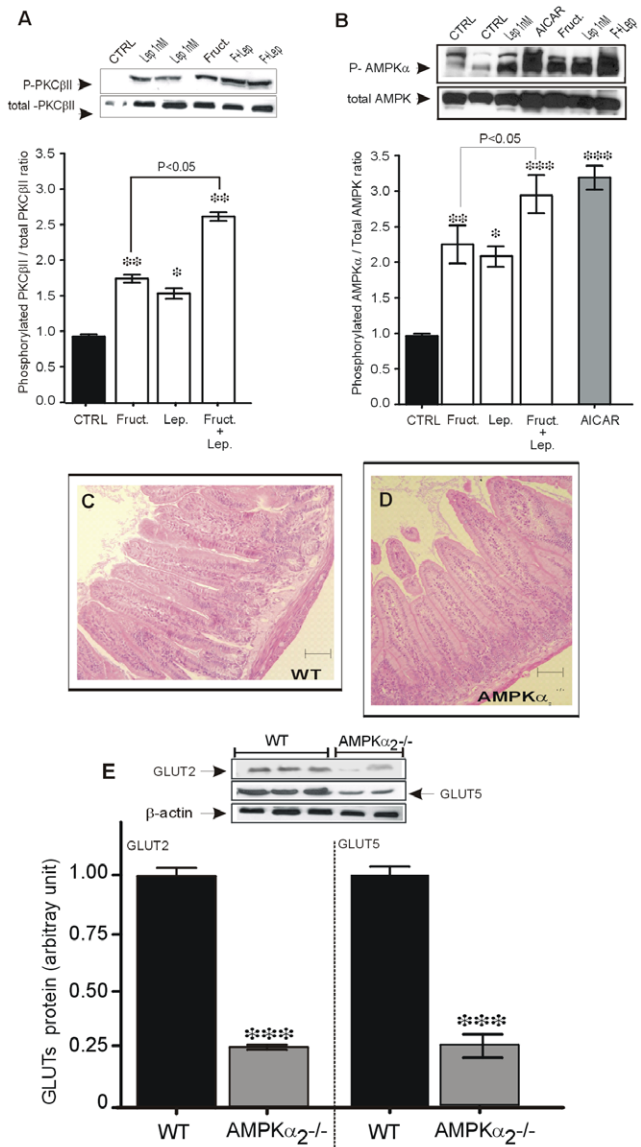 A
CTRL Lep 1nM Lep 1nM Fruct. F+Lep F+Lep
P-PKCβII
total -PKCβII
P<0.05
Phosphorylated PKCβII / total PKCβII ratio
3.5
3.0
2.5
2.0
1.5
1.0
0.5
0.0
** * **
CTRL Fruct. Lep. Fruct. + Lep.
B
CTRL CTRL Lep 1nM AICAR Fruct. Lep 1nM F+Lep
P- AMPKα
total AMPK
P<0.05
Phosphorylated AMPKα / Total AMPK ratio
3.5
3.0
2.5
2.0
1.5
1.0
0.5
0.0
** * *** ***
CTRL Fruct. Lep. Fruct + Lep AICAR
C
WT
D
AMPKα
E
WT AMPKα2-/-
GLUT2
GLUT5
β-actin
GLUT2 GLUT5
GLUTs protein (arbitray unit)
1.00
0.75
0.50
0.25
0
*** ***
WT AMPKα2-/- WT AMPKα2-/-